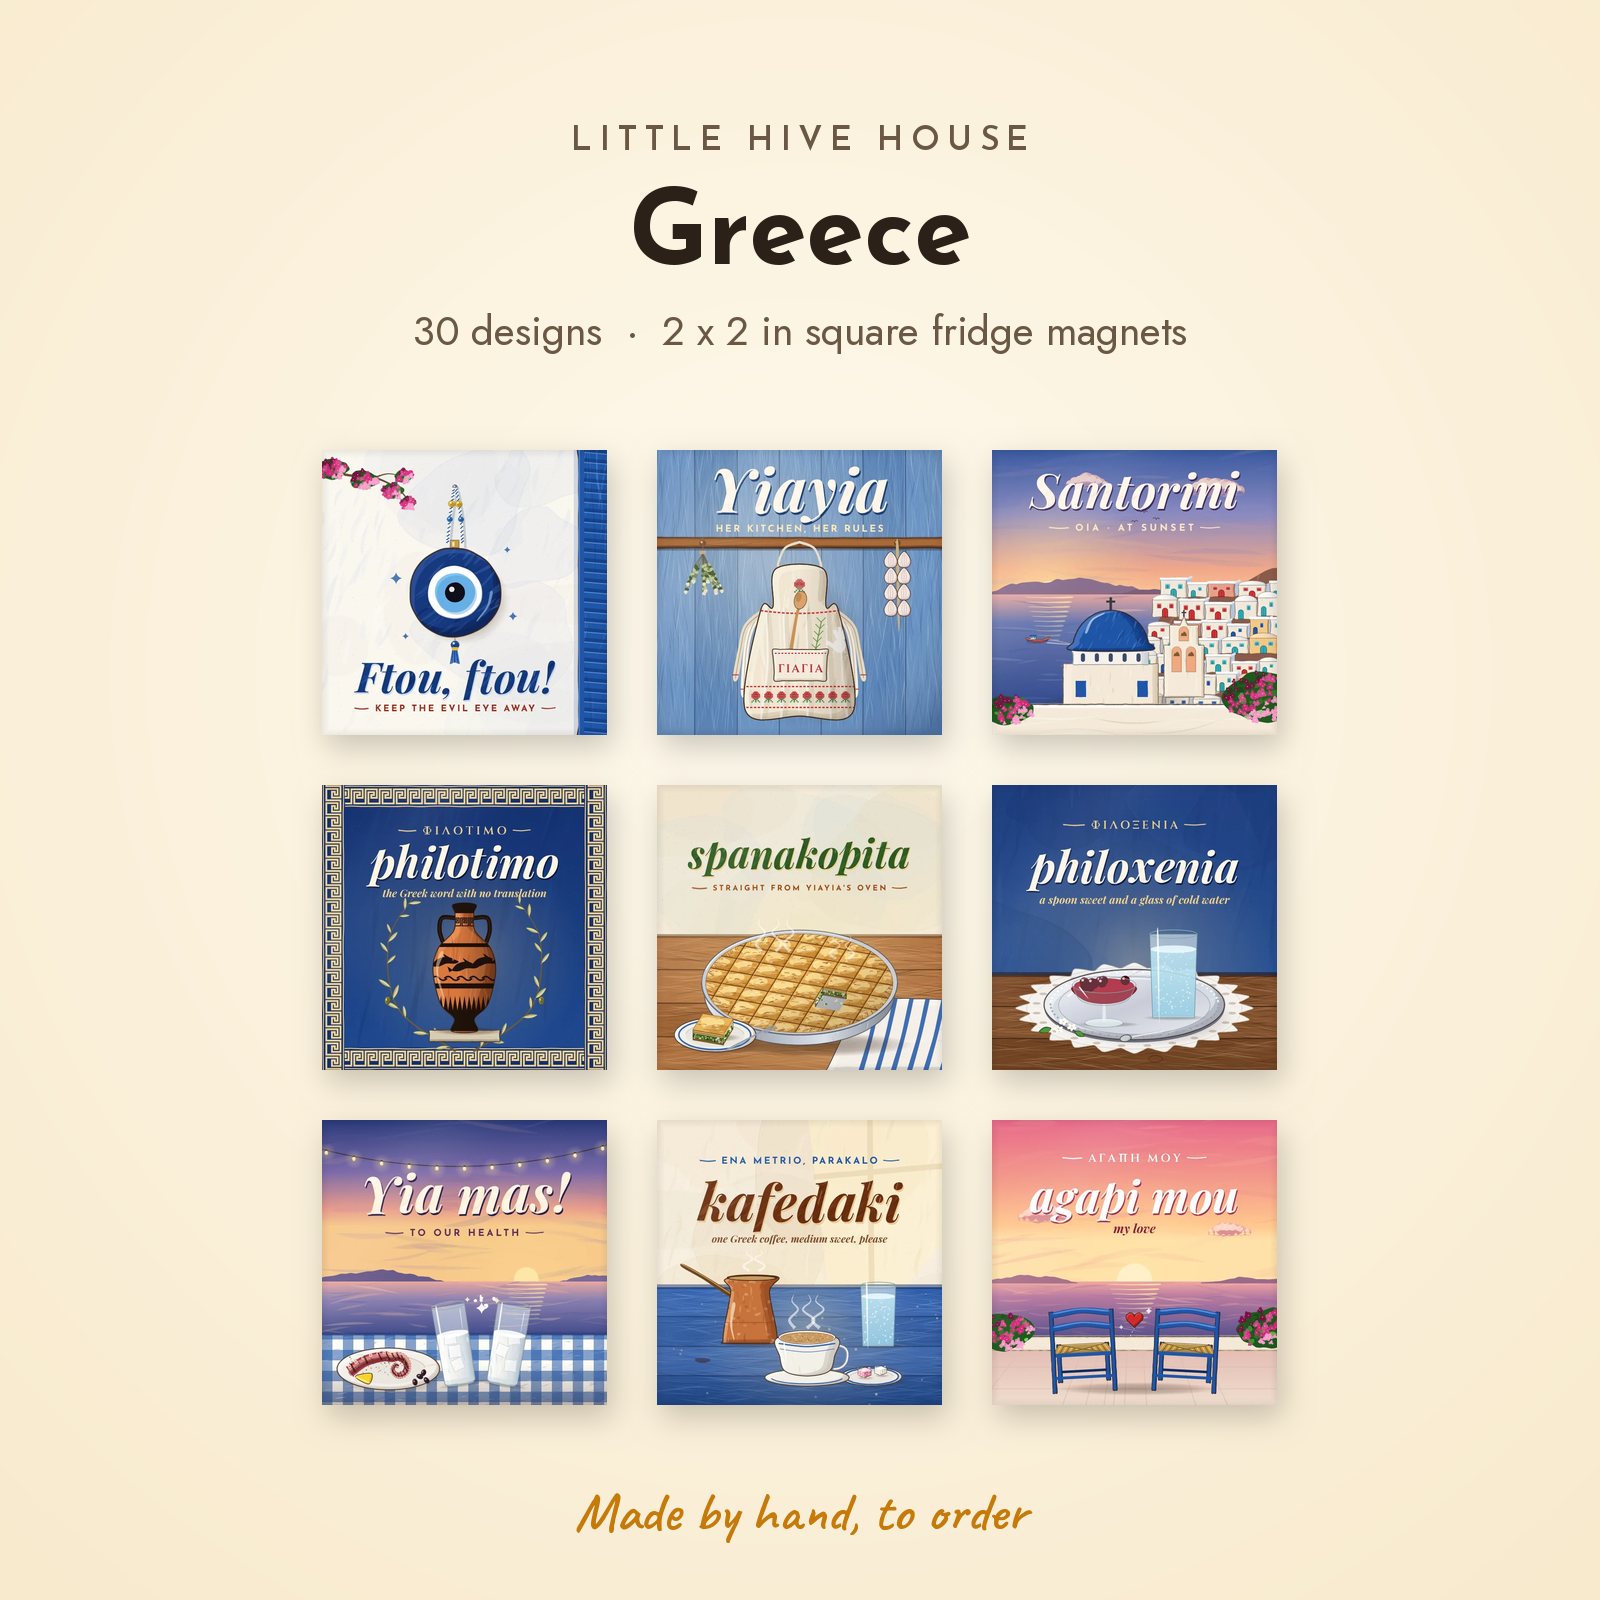 LITTLE HIVE HOUSE
Greece
30 designs · 2 x 2 in square fridge magnets
Ftou, ftou!
KEEP THE EVIL EYE AWAY
Yiayia
HER KITCHEN, HER RULES
ΓΙΑΓΙΑ
Santorini
OIA · AT SUNSET
ΦΙΛΟΤΙΜΟ
philotimo
the Greek word with no translation
spanakopita
STRAIGHT FROM YIAYIA'S OVEN
ΦΙΛΟΞΕΝΙΑ
philoxenia
a spoon sweet and a glass of cold water
Yia mas!
TO OUR HEALTH
ENA METRIO, PARAKALO
kafedaki
one Greek coffee, medium sweet, please
ΑΓΑΠΗ ΜΟΥ
agapi mou
my love
Made by hand, to order